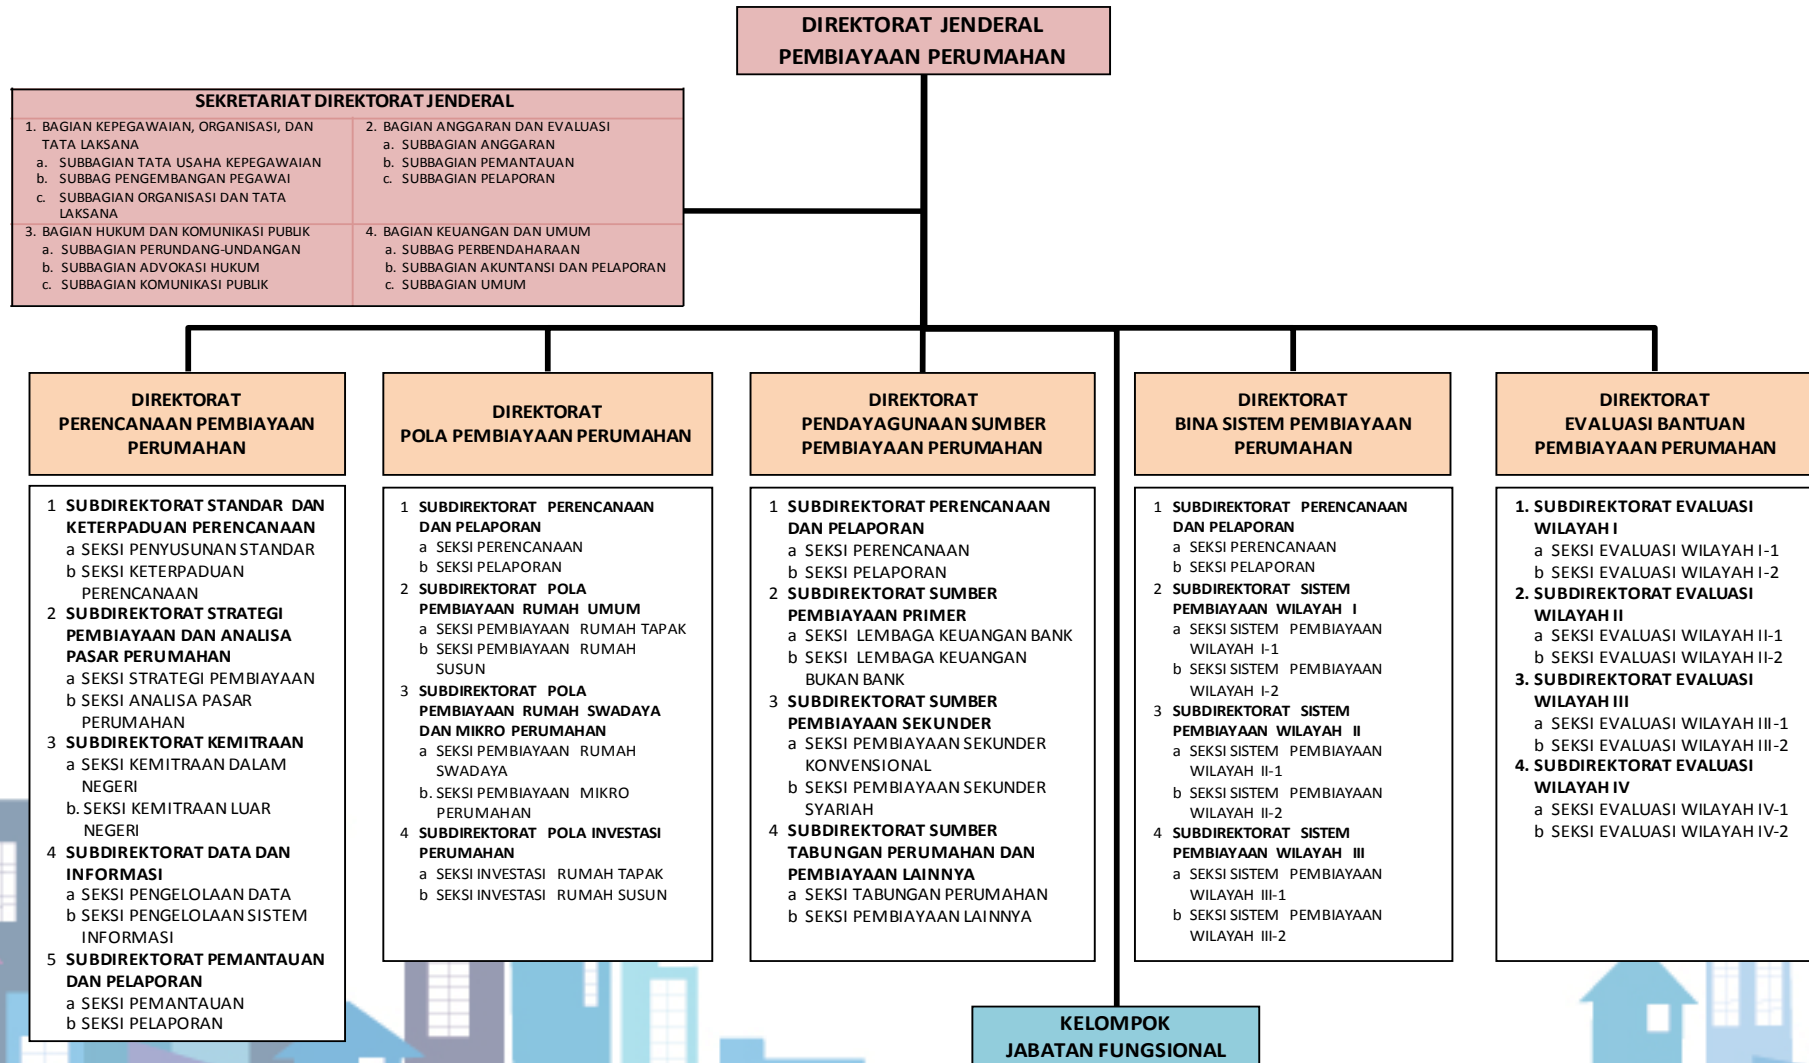 DIREKTORAT JENDERAL
PEMBIAYAAN PERUMAHAN
SEKRETARIAT DIREKTORAT JENDERAL
1. BAGIAN KEPEGAWAIAN, ORGANISASI, DAN
TATA LAKSANA
a. SUBBAGIAN TATA USAHA KEPEGAWAIAN
b. SUBBAG PENGEMBANGAN PEGAWAI
c. SUBBAGIAN ORGANISASI DAN TATA
LAKSANA
2. BAGIAN ANGGARAN DAN EVALUASI
a. SUBBAGIAN ANGGARAN
b. SUBBAGIAN PEMANTAUAN
c. SUBBAGIAN PELAPORAN
3. BAGIAN HUKUM DAN KOMUNIKASI PUBLIK
a. SUBBAGIAN PERUNDANG-UNDANGAN
b. SUBBAGIAN ADVOKASI HUKUM
c. SUBBAGIAN KOMUNIKASI PUBLIK
4. BAGIAN KEUANGAN DAN UMUM
a. SUBBAG PERBENDAHARAAN
b. SUBBAGIAN AKUNTANSI DAN PELAPORAN
c. SUBBAGIAN UMUM
DIREKTORAT
PERENCANAAN PEMBIAYAAN
PERUMAHAN
1 SUBDIREKTORAT STANDAR DAN
KETERPADUAN PERENCANAAN
a SEKSI PENYUSUNAN STANDAR
b SEKSI KETERPADUAN
PERENCANAAN
2 SUBDIREKTORAT STRATEGI
PEMBIAYAAN DAN ANALISA
PASAR PERUMAHAN
a SEKSI STRATEGI PEMBIAYAAN
b SEKSI ANALISA PASAR
PERUMAHAN
3 SUBDIREKTORAT KEMITRAAN
a SEKSI KEMITRAAN DALAM
NEGERI
b. SEKSI KEMITRAAN LUAR
NEGERI
4 SUBDIREKTORAT DATA DAN
INFORMASI
a SEKSI PENGELOLAAN DATA
b SEKSI PENGELOLAAN SISTEM
INFORMASI
5 SUBDIREKTORAT PEMANTAUAN
DAN PELAPORAN
a SEKSI PEMANTAUAN
b SEKSI PELAPORAN
DIREKTORAT
POLA PEMBIAYAAN PERUMAHAN
1 SUBDIREKTORAT PERENCANAAN
DAN PELAPORAN
a SEKSI PERENCANAAN
b SEKSI PELAPORAN
2 SUBDIREKTORAT POLA
PEMBIAYAAN RUMAH UMUM
a SEKSI PEMBIAYAAN RUMAH TAPAK
b SEKSI PEMBIAYAAN RUMAH
SUSUN
3 SUBDIREKTORAT POLA
PEMBIAYAAN RUMAH SWADAYA
DAN MIKRO PERUMAHAN
a SEKSI PEMBIAYAAN RUMAH
SWADAYA
b. SEKSI PEMBIAYAAN MIKRO
PERUMAHAN
4 SUBDIREKTORAT POLA INVESTASI
PERUMAHAN
a SEKSI INVESTASI RUMAH TAPAK
b SEKSI INVESTASI RUMAH SUSUN
DIREKTORAT
PENDAYAGUNAAN SUMBER
PEMBIAYAAN PERUMAHAN
1 SUBDIREKTORAT PERENCANAAN
DAN PELAPORAN
a SEKSI PERENCANAAN
b SEKSI PELAPORAN
2 SUBDIREKTORAT SUMBER
PEMBIAYAAN PRIMER
a SEKSI LEMBAGA KEUANGAN BANK
b SEKSI LEMBAGA KEUANGAN
BUKAN BANK
3 SUBDIREKTORAT SUMBER
PEMBIAYAAN SEKUNDER
a SEKSI PEMBIAYAAN SEKUNDER
KONVENSIONAL
b SEKSI PEMBIAYAAN SEKUNDER
SYARIAH
4 SUBDIREKTORAT SUMBER
TABUNGAN PERUMAHAN DAN
PEMBIAYAAN LAINNYA
a SEKSI TABUNGAN PERUMAHAN
b SEKSI PEMBIAYAAN LAINNYA
DIREKTORAT
BINA SISTEM PEMBIAYAAN
PERUMAHAN
1 SUBDIREKTORAT PERENCANAAN
DAN PELAPORAN
a SEKSI PERENCANAAN
b SEKSI PELAPORAN
2 SUBDIREKTORAT SISTEM
PEMBIAYAAN WILAYAH I
a SEKSI SISTEM PEMBIAYAAN
WILAYAH I-1
b SEKSI SISTEM PEMBIAYAAN
WILAYAH I-2
3 SUBDIREKTORAT SISTEM
PEMBIAYAAN WILAYAH II
a SEKSI SISTEM PEMBIAYAAN
WILAYAH II-1
b SEKSI SISTEM PEMBIAYAAN
WILAYAH II-2
4 SUBDIREKTORAT SISTEM
PEMBIAYAAN WILAYAH III
a SEKSI SISTEM PEMBIAYAAN
WILAYAH III-1
b SEKSI SISTEM PEMBIAYAAN
WILAYAH III-2
DIREKTORAT
EVALUASI BANTUAN
PEMBIAYAAN PERUMAHAN
1. SUBDIREKTORAT EVALUASI
WILAYAH I
a SEKSI EVALUASI WILAYAH I-1
b SEKSI EVALUASI WILAYAH I-2
2. SUBDIREKTORAT EVALUASI
WILAYAH II
a SEKSI EVALUASI WILAYAH II-1
b SEKSI EVALUASI WILAYAH II-2
3. SUBDIREKTORAT EVALUASI
WILAYAH III
a SEKSI EVALUASI WILAYAH III-1
b SEKSI EVALUASI WILAYAH III-2
4. SUBDIREKTORAT EVALUASI
WILAYAH IV
a SEKSI EVALUASI WILAYAH IV-1
b SEKSI EVALUASI WILAYAH IV-2
KELOMPOK
JABATAN FUNGSIONAL